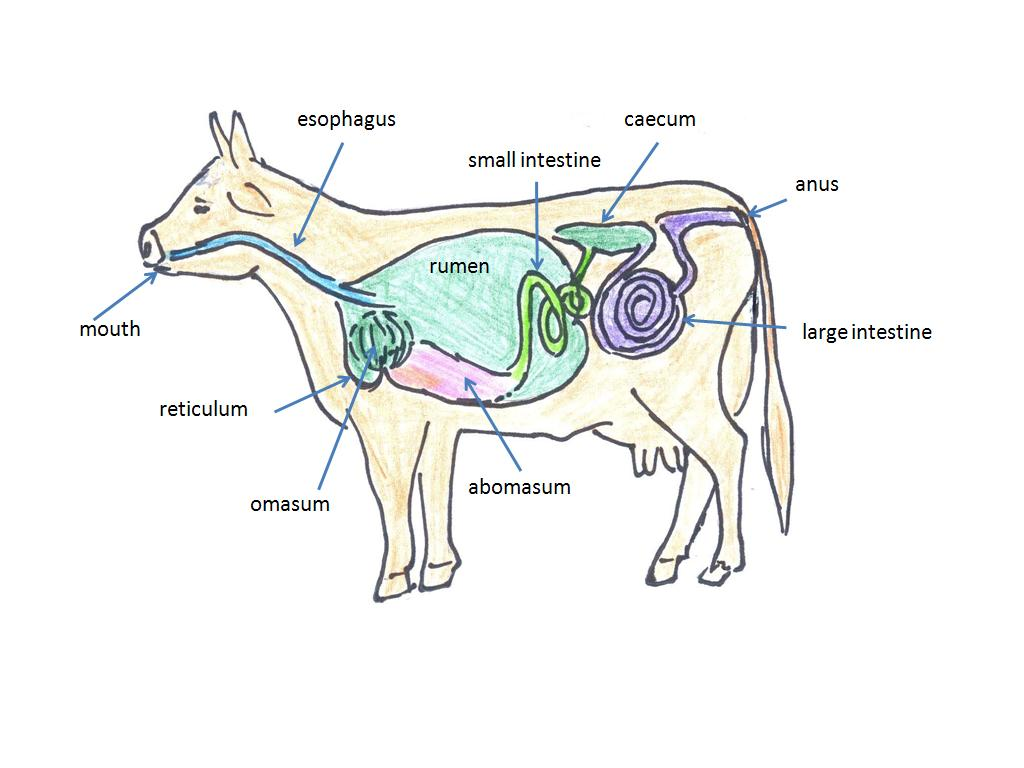 esophagus
caecum
small intestine
anus
rumen
mouth
large intestine
reticulum
abomasum
omasum